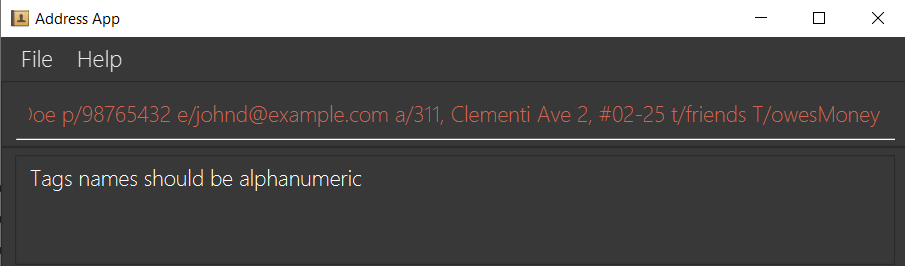 Address App
File Help
oe p/98765432 e/johnd@example.com a/311, Clementi Ave 2, #02-25 t/friends T/owesMoney
Tags names should be alphanumeric